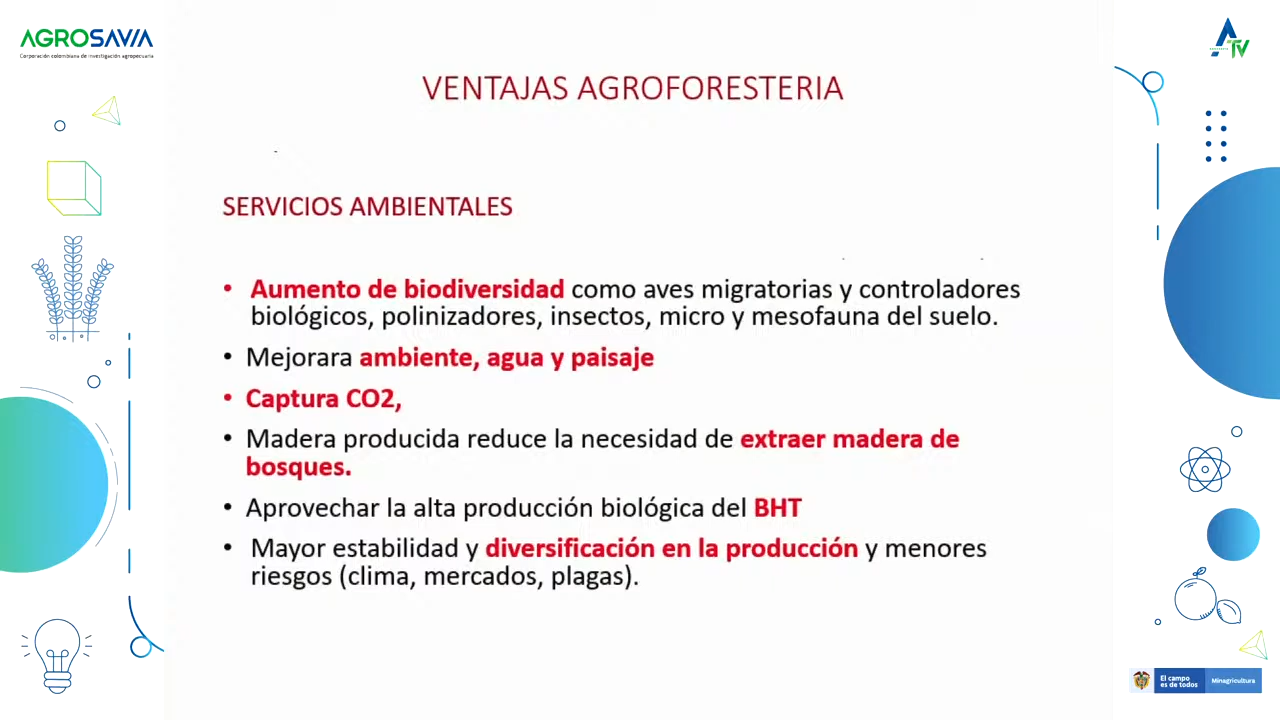 AGROSAVIA
Corporación colombiana de investigación agropecuaria
TV
VENTAJAS AGROFORESTERIA
SERVICIOS AMBIENTALES
• Aumento de biodiversidad como aves migratorias y controladores
biológicos, polinizadores, insectos, micro y mesofauna del suelo.
• Mejorara ambiente, agua y paisaje
• Captura CO2,
• Madera producida reduce la necesidad de extraer madera de
bosques.
• Aprovechar la alta producción biológica del BHT
• Mayor estabilidad y diversificación en la producción y menores
riesgos (clima, mercados, plagas).
El campo
es de todos
Minagricultura